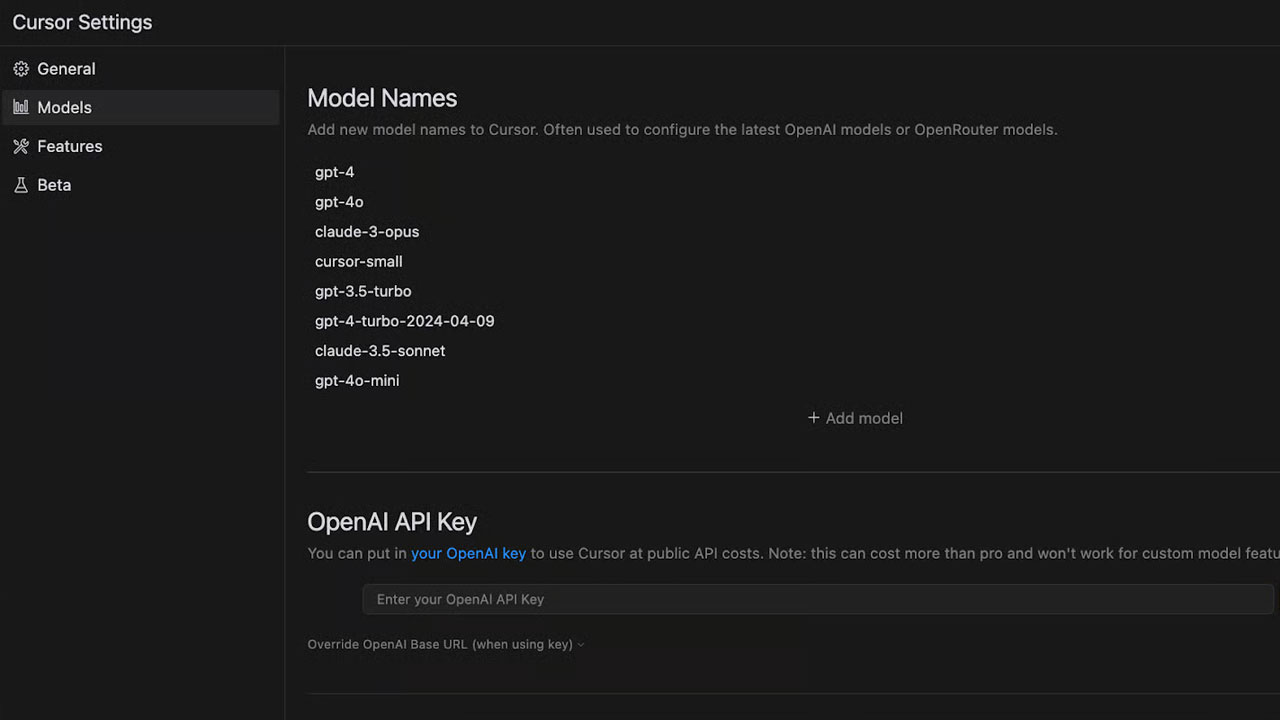 Cursor Settings
General
Models
Features
Beta
Model Names
Add new model names to Cursor. Often used to configure the latest OpenAI models or OpenRouter models.
gpt-4
gpt-4o
claude-3-opus
cursor-small
gpt-3.5-turbo
gpt-4-turbo-2024-04-09
claude-3.5-sonnet
gpt-4o-mini
+ Add model
OpenAI API Key
You can put in your OpenAI key to use Cursor at public API costs. Note: this can cost more than pro and won't work for custom model featu
Enter your OpenAI API Key
Override OpenAI Base URL (when using key)